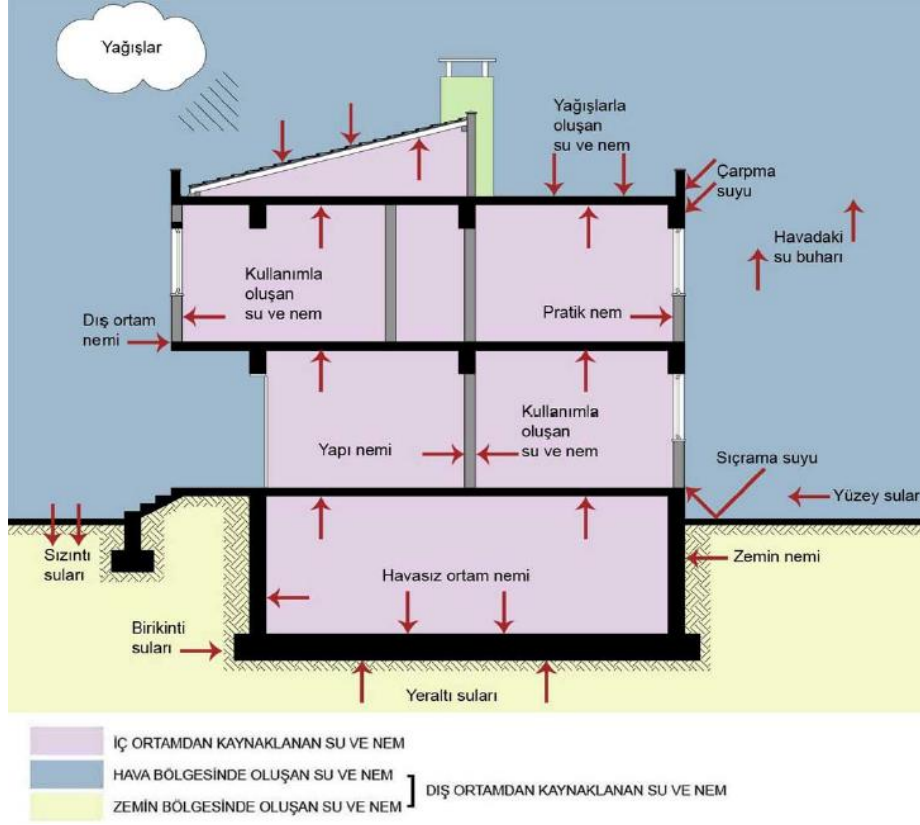 Yağışlar
Yağışlarla
oluşan
su ve nem
Çarpma
suyu
Havadaki
su buharı
Kullanımla
oluşan
su ve nem
Pratik nem
Dış ortam
nemi
Yapı nemi
Kullanımla
oluşan
su ve nem
Sıçrama suyu
Yüzey sular
Sızıntı
suları
Havasız ortam nemi
Zemin nemi
Birikinti
suları
Yeraltı suları
İÇ ORTAMDAN KAYNAKLANAN SU VE NEM
HAVA BÖLGESİNDE OLUŞAN SU VE NEM
ZEMİN BÖLGESİNDE OLUŞAN SU VE NEM
DIŞ ORTAMDAN KAYNAKLANAN SU VE NEM